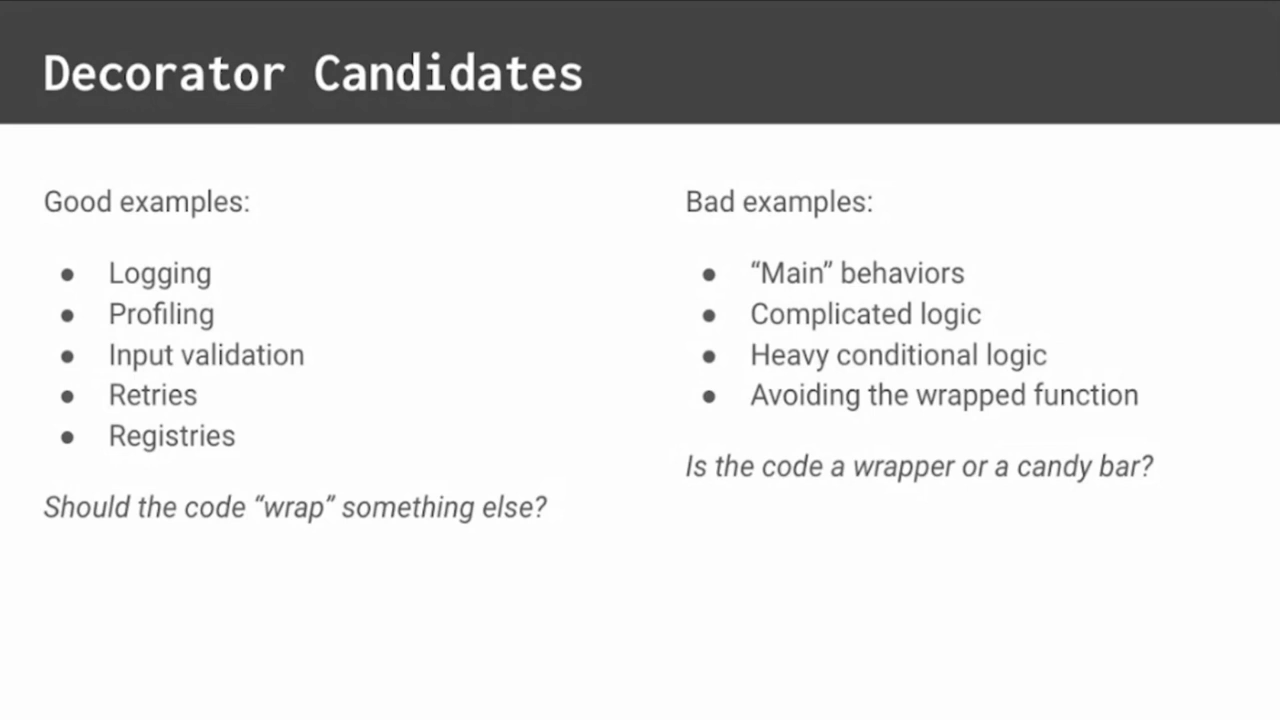 Decorator Candidates
Good examples:
● Logging
● Profiling
● Input validation
● Retries
● Registries
Should the code “wrap” something else?
Bad examples:
● “Main” behaviors
● Complicated logic
● Heavy conditional logic
● Avoiding the wrapped function
Is the code a wrapper or a candy bar?